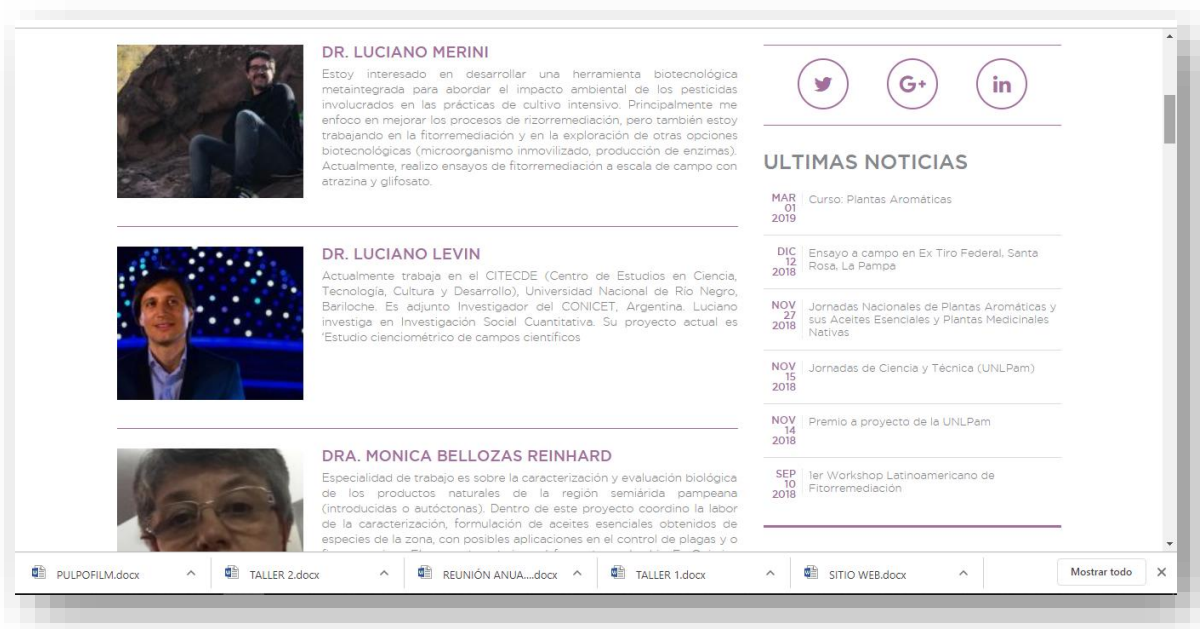 DR. LUCIANO MERINI
Estoy interesado en desarrollar una herramienta biotecnológica
metaintegrada para abordar el impacto ambiental de los pesticidas
involucrados en las prácticas de cultivo intensivo. Principalmente me
enfoco en mejorar los procesos de rizorremediación, pero también estoy
trabajando en la fitorremediación y en la exploración de otras opciones
biotecnológicas (microorganismo inmovilizado, producción de enzimas).
Actualmente, realizo ensayos de fitorremediación a escala de campo con
atrazina y glifosato.
DR. LUCIANO LEVIN
Actualmente trabaja en el CITECDE (Centro de Estudios en Ciencia,
Tecnología, Cultura y Desarrollo), Universidad Nacional de Río Negro,
Bariloche. Es adjunto Investigador del CONICET, Argentina. Luciano
investiga en Investigación Social Cuantitativa. Su proyecto actual es
'Estudio cienciométrico de campos científicos
DRA. MONICA BELLOZAS REINHARD
Especialidad de trabajo es sobre la caracterización y evaluación biológica
de los productos naturales de la región semiárida pampeana
(introducidas o autóctonas). Dentro de este proyecto coordino la labor
de la caracterización, formulación de aceites esenciales obtenidos de
especies de la zona, con posibles aplicaciones en el control de plagas y o
G+
in
ULTIMAS NOTICIAS
MAR
01
2019
Curso: Plantas Aromáticas
DIC
12
2018
Ensayo a campo en Ex Tiro Federal, Santa
Rosa, La Pampa
NOV
27
2018
Jornadas Nacionales de Plantas Aromáticas y
sus Aceites Esenciales y Plantas Medicinales
Nativas
NOV
15
2018
Jornadas de Ciencia y Técnica (UNLPam)
NOV
14
2018
Premio a proyecto de la UNLPam
SEP
10
2018
1er Workshop Latinoamericano de
Fitorremediación
PULPOFILM.docx
TALLER 2.docx
REUNIÓN ANUA....docx
TALLER 1.docx
SITIO WEB.docx
Mostrar todo